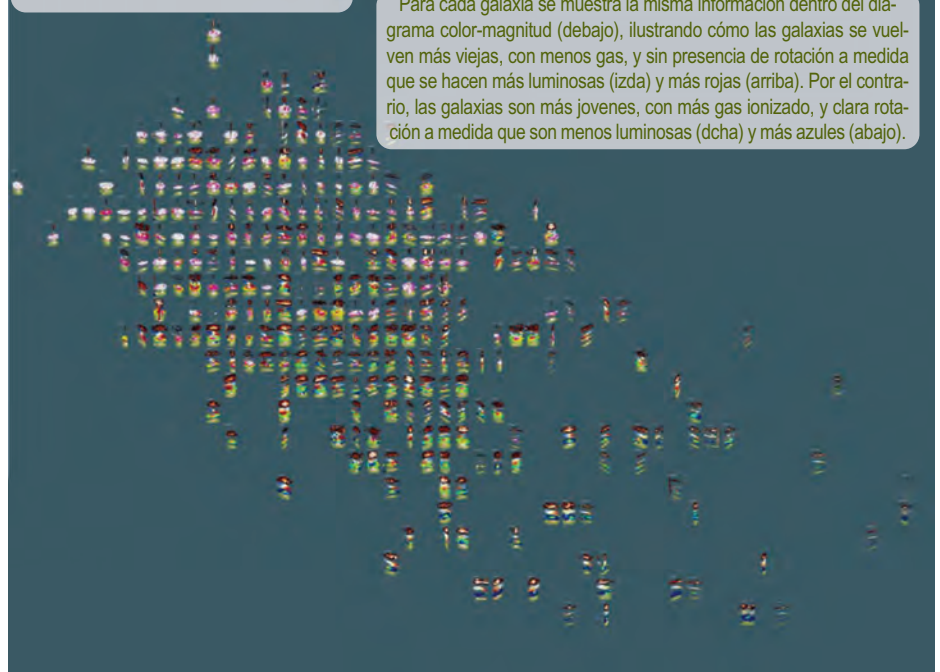 Para cada galaxia se muestra la misma información dentro del dia-
grama color-magnitud (debajo), ilustrando cómo las galaxias se vuel-
ven más viejas, con menos gas, y sin presencia de rotación a medida
que se hacen más luminosas (izda) y más rojas (arriba). Por el contra-
rio, las galaxias son más jovenes, con más gas ionizado, y clara rota-
ción a medida que son menos luminosas (dcha) y más azules (abajo).